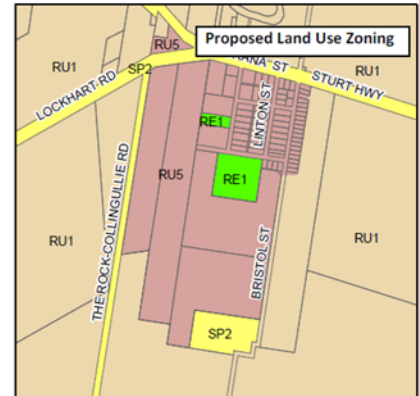 Proposed Land Use Zoning
RU5
RU1
SP2
LOCKHART RD
STURT HWY
RU1
RE1
LINTON ST
RE1
RU5
RU1
RU1
THE ROCK-COLLINGULLIE RD
BRISTOL ST
SP2